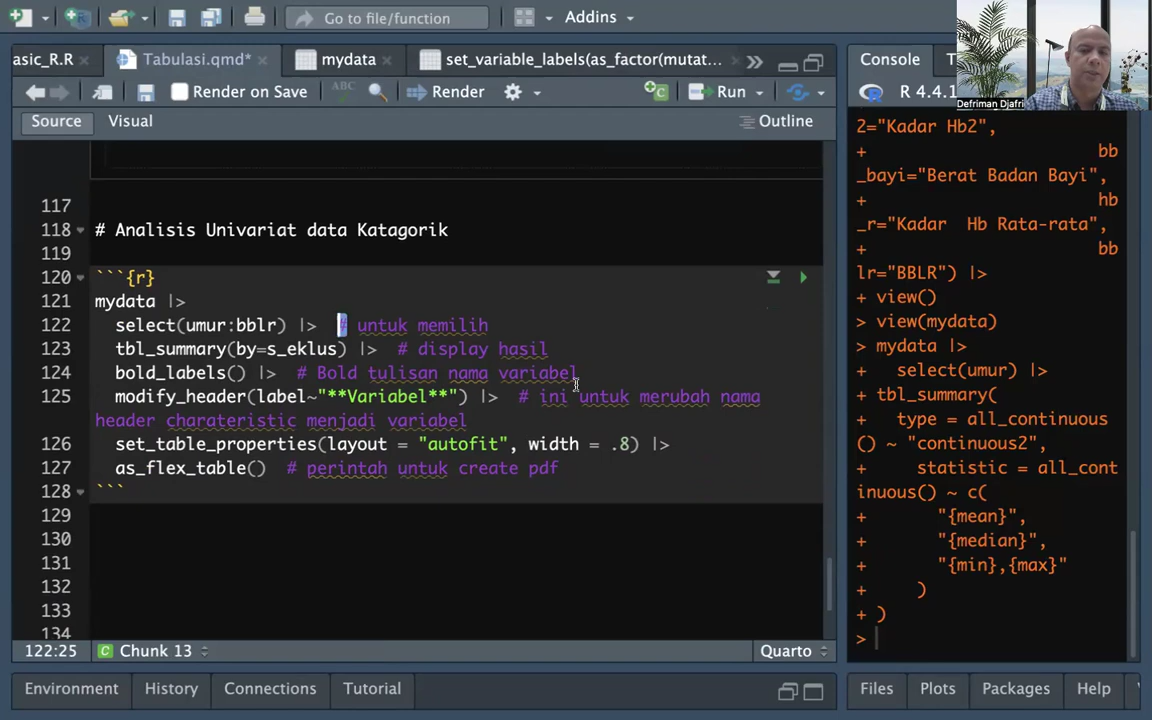 Go to file/function
Addins
asic_R.R
Tabulasi.qmd*
mydata
set_variable_labels(as_factor(mutat...
Render on Save
ABC
Render
Run
Source
Visual
Outline
117
118 # Analisis Univariat data Katagorik
119
120 ```{r}
121 mydata |>
122 select(umur:bblr) |> # untuk memilih
123 tbl_summary(by=s_eklus) |> # display hasil
124 bold_labels() |> # Bold tulisan nama variabel
125 modify_header(label~"**Variabel**") |> # ini untuk merubah nama
header charateristic menjadi variabel
126 set_table_properties(layout = "autofit", width = .8) |>
127 as_flex_table() # perintah untuk create pdf
128 ```
129
130
131
132
133
134
122:25
Chunk 13
Quarto
Environment
History
Connections
Tutorial
Console
T
R 4.4.1
Defriman Djafri
2="Kadar Hb2",
+ bb
_bayi="Berat Badan Bayi",
+ hb
_r="Kadar  Hb Rata-rata",
+ bb
lr="BBLR") |>
+ view()
> view(mydata)
> mydata |>
+ select(umur) |>
+ tbl_summary(
+ type = all_continuous
() ~ "continuous2",
+ statistic = all_cont
inuous() ~ c(
+ "{mean}",
+ "{median}",
+ "{min},{max}"
+ )
+ )
>
Files
Plots
Packages
Help